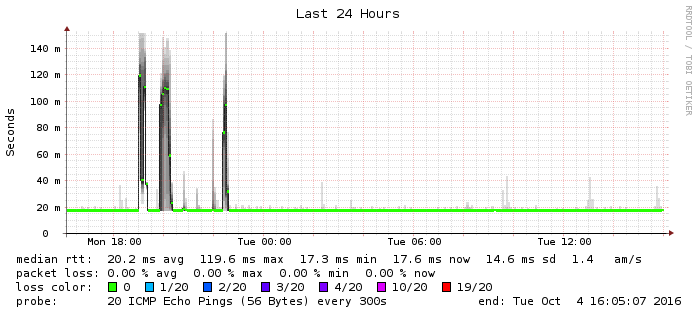 Last 24 Hours
RRDTOOL / TOBI OETIKER
Seconds
140 m
120 m
100 m
80 m
60 m
40 m
20 m
0
Mon 18:00 Tue 00:00 Tue 06:00 Tue 12:00
median rtt: 20.2 ms avg 119.6 ms max 17.3 ms min 17.6 ms now 14.6 ms sd 1.4 am/s
packet loss: 0.00 % avg 0.00 % max 0.00 % min 0.00 % now
loss color: 0 1/20 2/20 3/20 4/20 10/20 19/20
probe: 20 ICMP Echo Pings (56 Bytes) every 300s end: Tue Oct 4 16:05:07 2016